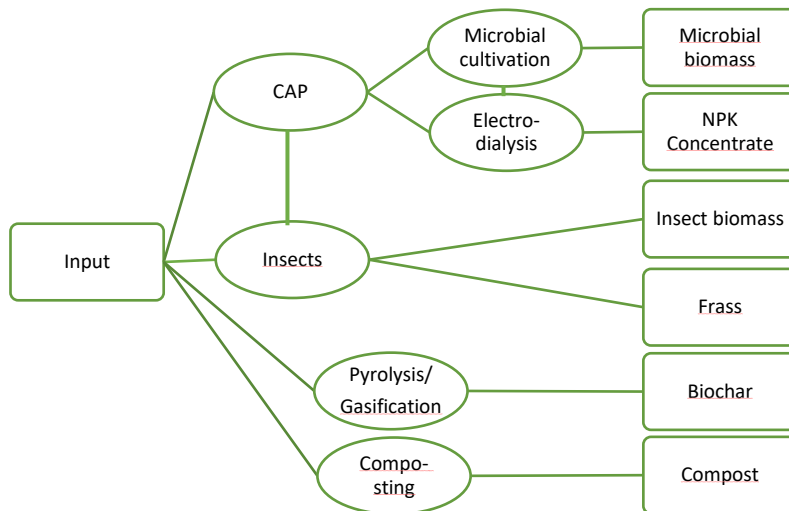 Microbial
cultivation
Microbial
biomass
CAP
Electro-
dialysis
NPK
Concentrate
Insect biomass
Input
Insects
Frass
Pyrolysis/
Gasification
Biochar
Compo-
sting
Compost